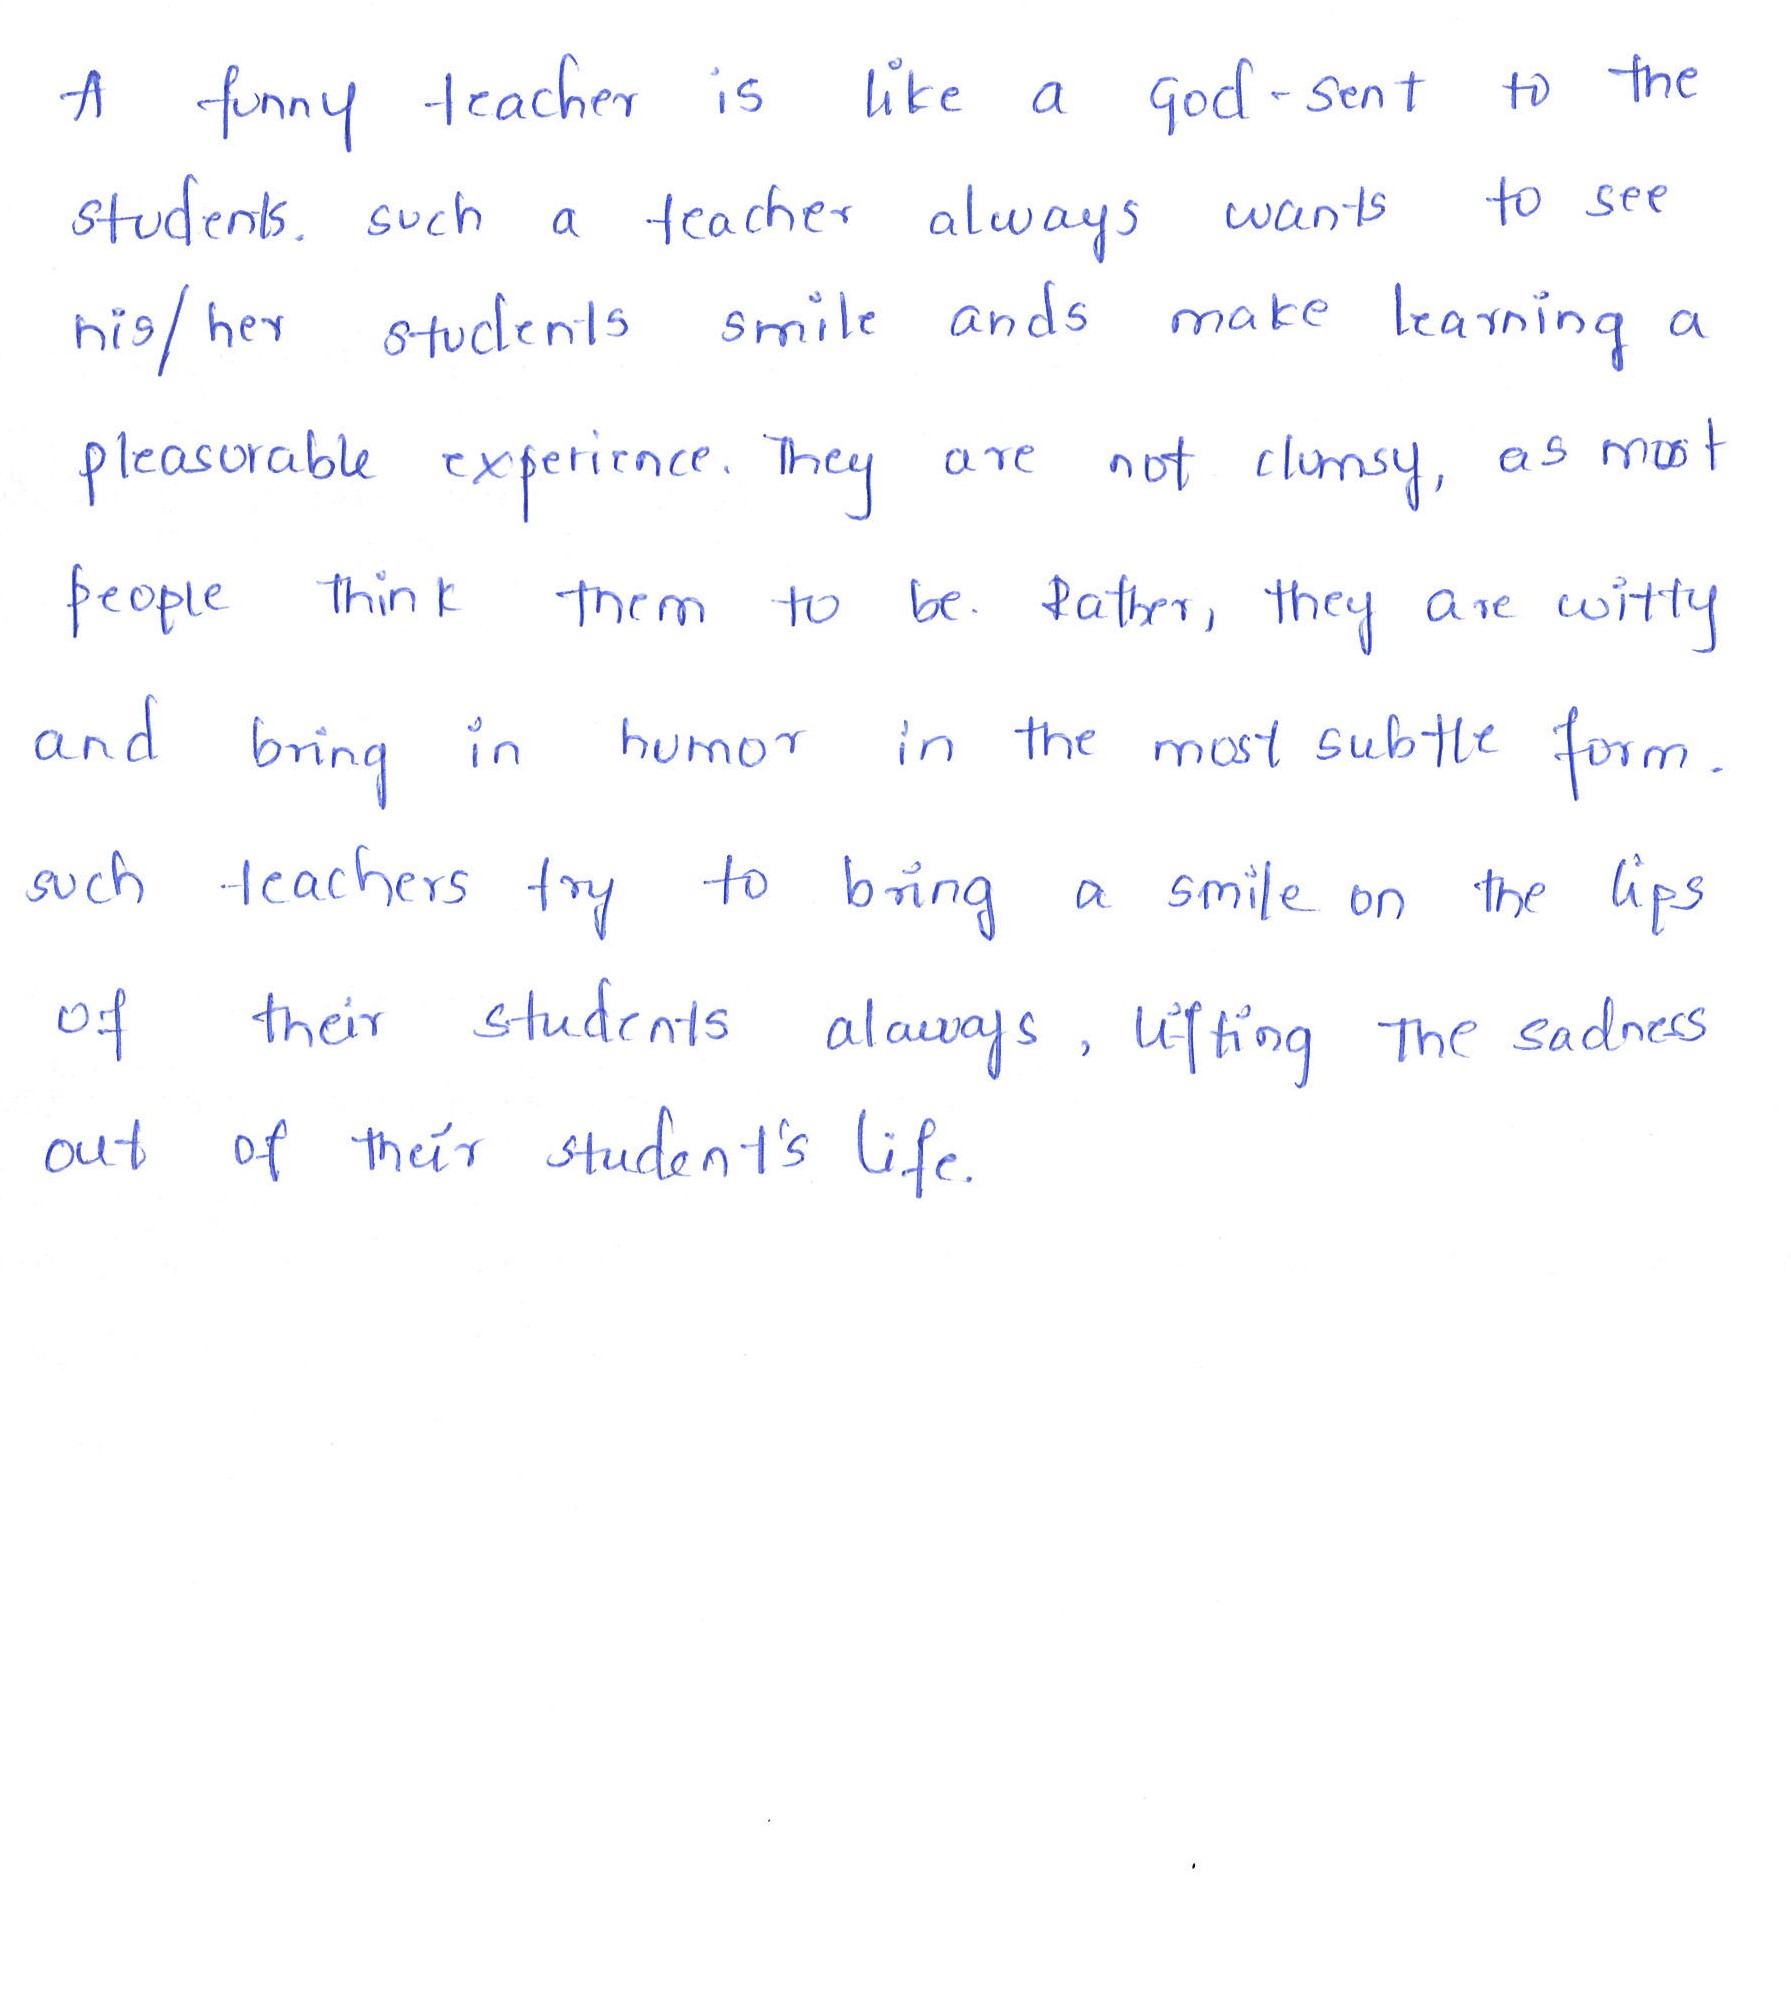 A funny teacher is like a God-sent to the
students. such a teacher always wants to see
his/her students smile ands make learning a
pleasurable experience. They are not clumsy, as most
people think them to be. Rather, they are witty
and bring in humor in the most subtle form.
such teachers try to bring a smile on the lips
of their students alaways, lifting The sadness
out of their student's life.